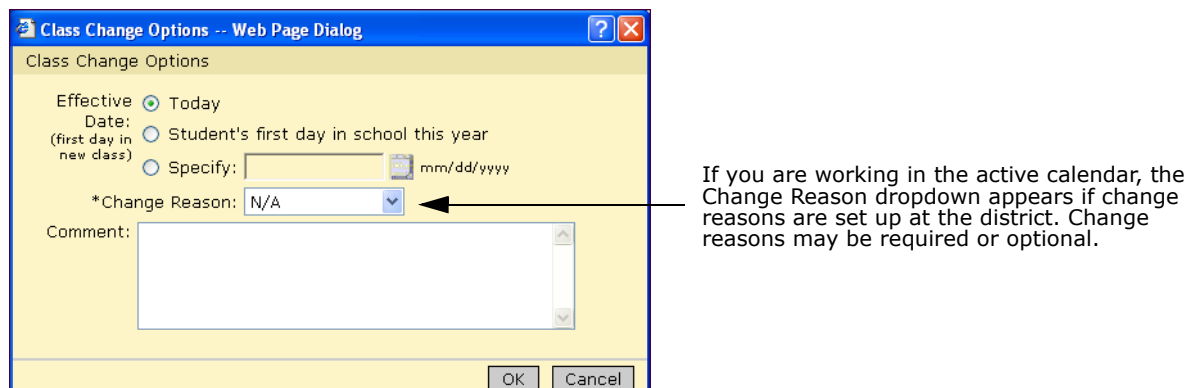 Class Change Options -- Web Page Dialog
Class Change Options
Effective
Date:
(first day in
new class)
Today
Student's first day in school this year
Specify: mm/dd/yyyy
*Change Reason: N/A
Comment:
OK Cancel
If you are working in the active calendar, the
Change Reason dropdown appears if change
reasons are set up at the district. Change
reasons may be required or optional.